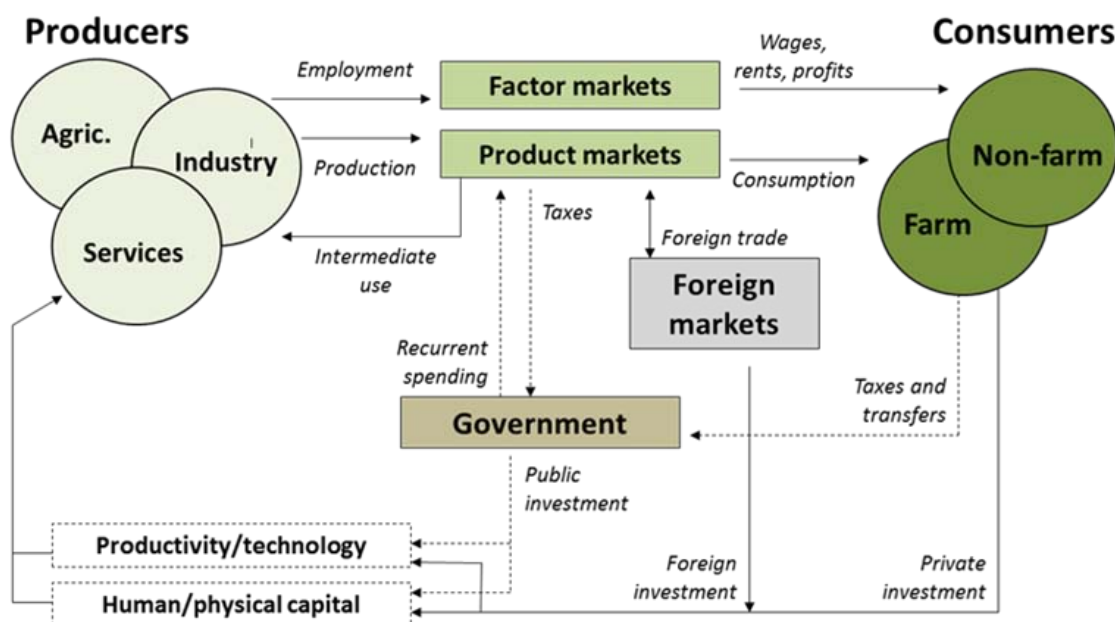 Producers
Consumers
Employment
Factor markets
Wages,
rents, profits
Agric.
Industry
Production
Product markets
Consumption
Non-farm
Farm
Services
Intermediate
use
Taxes
Foreign trade
Foreign
markets
Recurrent
spending
Government
Taxes and
transfers
Public
investment
Productivity/technology
Human/physical capital
Foreign
investment
Private
investment